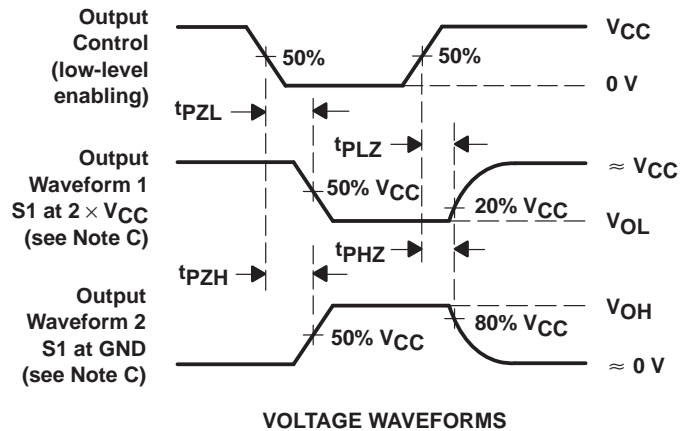 Output
Control
(low-level
enabling)
50%
50%
VCC
0 V
tPZL
tPLZ
Output
Waveform 1
S1 at 2 × VCC
(see Note C)
50% VCC
20% VCC
≈ VCC
VOL
tPZH
tPHZ
Output
Waveform 2
S1 at GND
(see Note C)
50% VCC
80% VCC
VOH
≈ 0 V
VOLTAGE WAVEFORMS